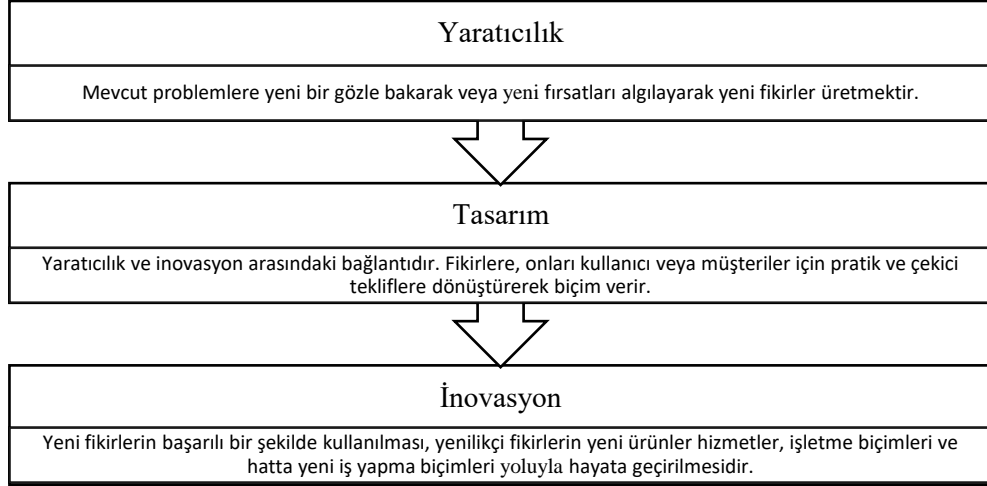 Yaratıcılık
Mevcut problemlere yeni bir gözle bakarak veya yeni fırsatları algılayarak yeni fikirler üretmektir.
Tasarım
Yaratıcılık ve inovasyon arasındaki bağlantıdır. Fikirlere, onları kullanıcı veya müşteriler için pratik ve çekici
tekliflere dönüştürerek biçim verir.
İnovasyon
Yeni fikirlerin başarılı bir şekilde kullanılması, yenilikçi fikirlerin yeni ürünler hizmetler, işletme biçimleri ve
hatta yeni iş yapma biçimleri yoluyla hayata geçirilmesidir.